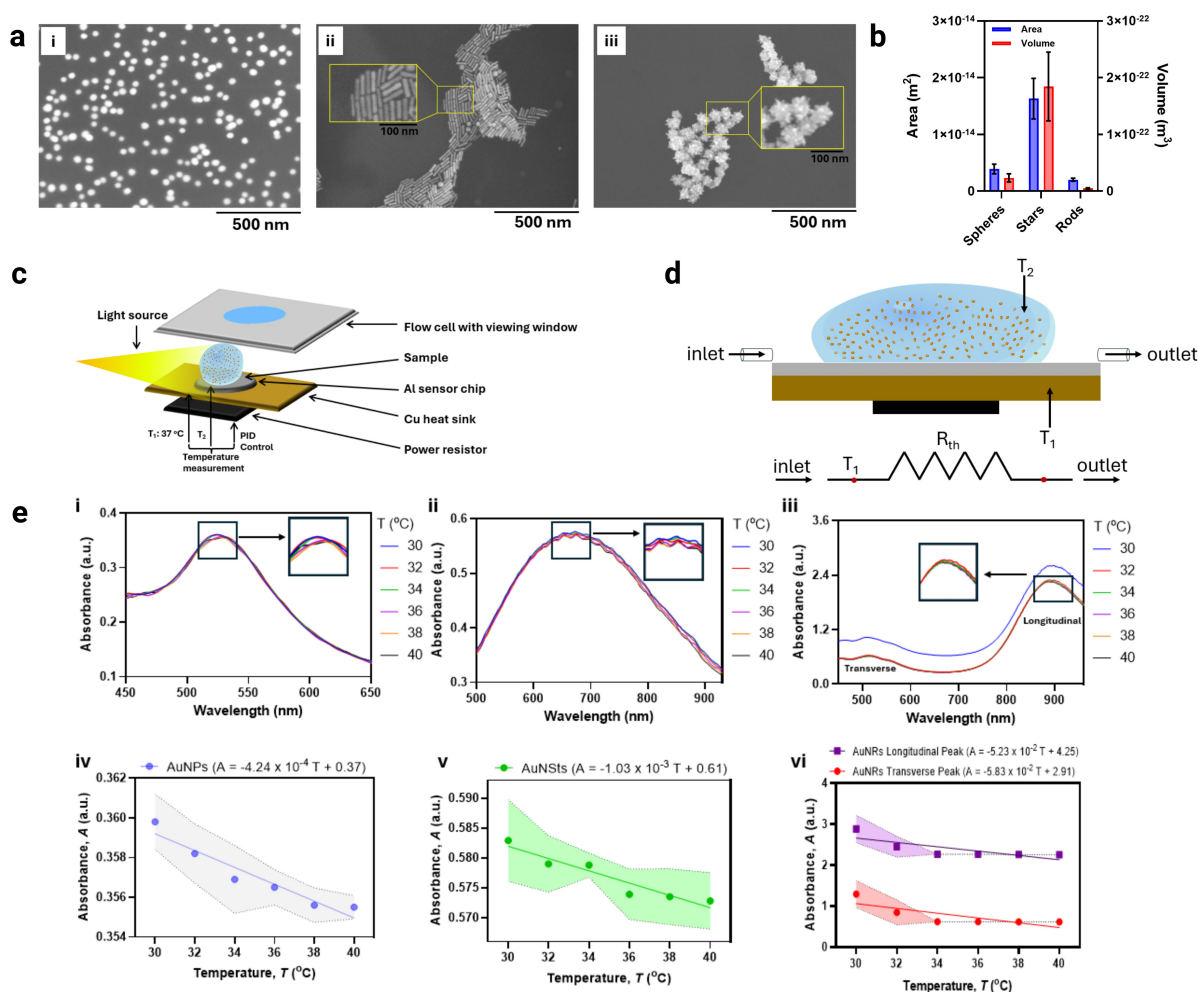 a
i
ii
iii
100 nm
100 nm
500 nm
500 nm
500 nm
b
3×10-14
2×10-14
1×10-14
0
Area (m2)
Area
Volume
3×10-22
2×10-22
1×10-22
0
Volume (m3)
Spheres
Stars
Rods
c
Light source
Flow cell with viewing window
Sample
Al sensor chip
Cu heat sink
Power resistor
T1: 37 °C
T2
PID
Control
Temperature
measurement
d
T2
inlet
outlet
T1
Rth
inlet
T1
outlet
e
i
0.4
0.3
0.2
0.1
Absorbance (a.u.)
450
500
550
600
650
Wavelength (nm)
T (°C)
30
32
34
36
38
40
ii
0.6
0.5
0.4
0.3
Absorbance (a.u.)
500
600
700
800
900
Wavelength (nm)
T (°C)
30
32
34
36
38
40
iii
3.6
2.4
1.2
0.0
Absorbance (a.u.)
Longitudinal
Transverse
500
600
700
800
900
Wavelength (nm)
T (°C)
30
32
34
36
38
40
iv
AuNPs (A = -4.24 x 10-4 T + 0.37)
0.362
0.360
0.358
0.356
0.354
Absorbance, A (a.u.)
30
32
34
36
38
40
Temperature, T (°C)
v
AuNSts (A = -1.03 x 10-3 T + 0.61)
0.590
0.585
0.580
0.575
0.570
Absorbance, A (a.u.)
30
32
34
36
38
40
Temperature, T (°C)
vi
AuNRs Longitudinal Peak (A = -5.23 x 10-2 T + 4.25)
AuNRs Transverse Peak (A = -5.83 x 10-2 T + 2.91)
4
3
2
1
0
Absorbance, A (a.u.)
30
32
34
36
38
40
Temperature, T (°C)